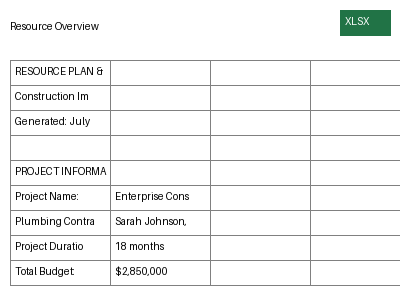 Resource Overview
XLSX
RESOURCE PLAN &
Construction Im
Generated: July
PROJECT INFORMA
Project Name: Enterprise Cons
Plumbing Contra Sarah Johnson,
Project Duratio 18 months
Total Budget: $2,850,000